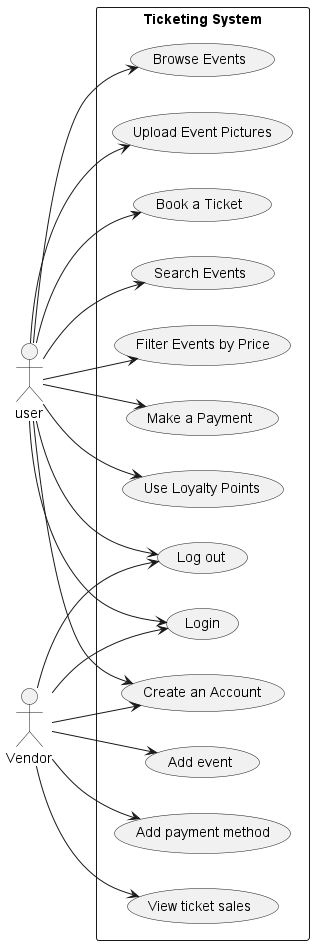 Ticketing System
Browse Events
Upload Event Pictures
Book a Ticket
Search Events
Filter Events by Price
user
Make a Payment
Use Loyalty Points
Log out
Login
Create an Account
Vendor
Add event
Add payment method
View ticket sales